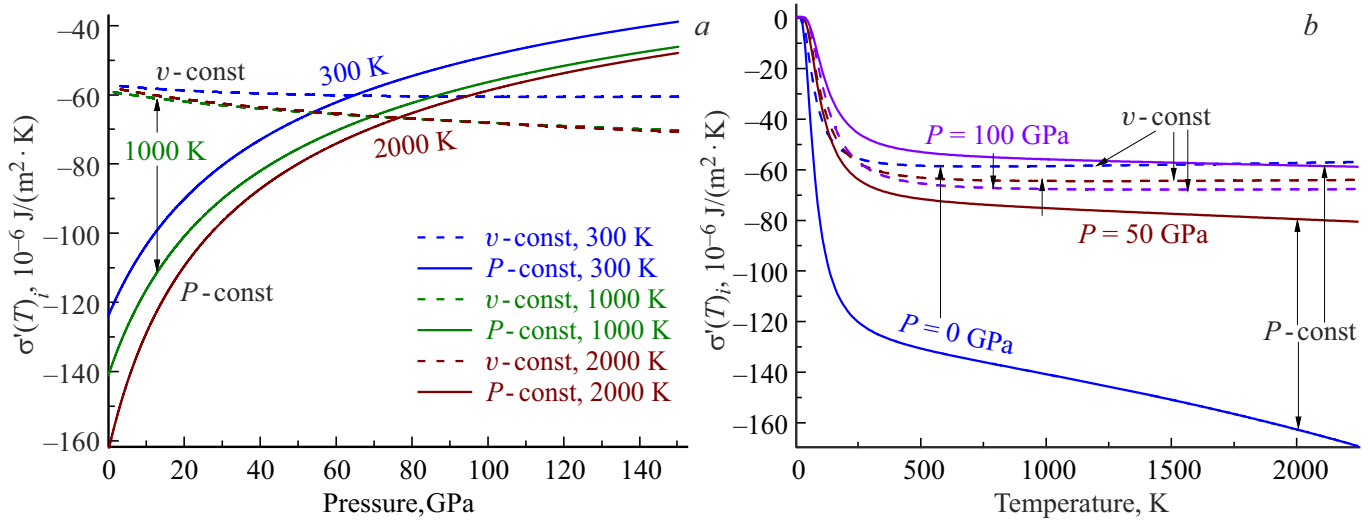 a
−40
−60
−80
−100
−120
−140
−160
σ'(T)i, 10−6 J/(m2 · K)
υ-const
300 K
1000 K
2000 K
P-const
υ-const, 300 K
P-const, 300 K
υ-const, 1000 K
P-const, 1000 K
υ-const, 2000 K
P-const, 2000 K
0 20 40 60 80 100 120 140
Pressure,GPa
b
0
−20
−40
−60
−80
−100
−120
−140
−160
σ'(T)i, 10−6 J/(m2 · K)
P = 100 GPa
υ-const
P = 50 GPa
P = 0 GPa
P-const
0 500 1000 1500 2000
Temperature, K